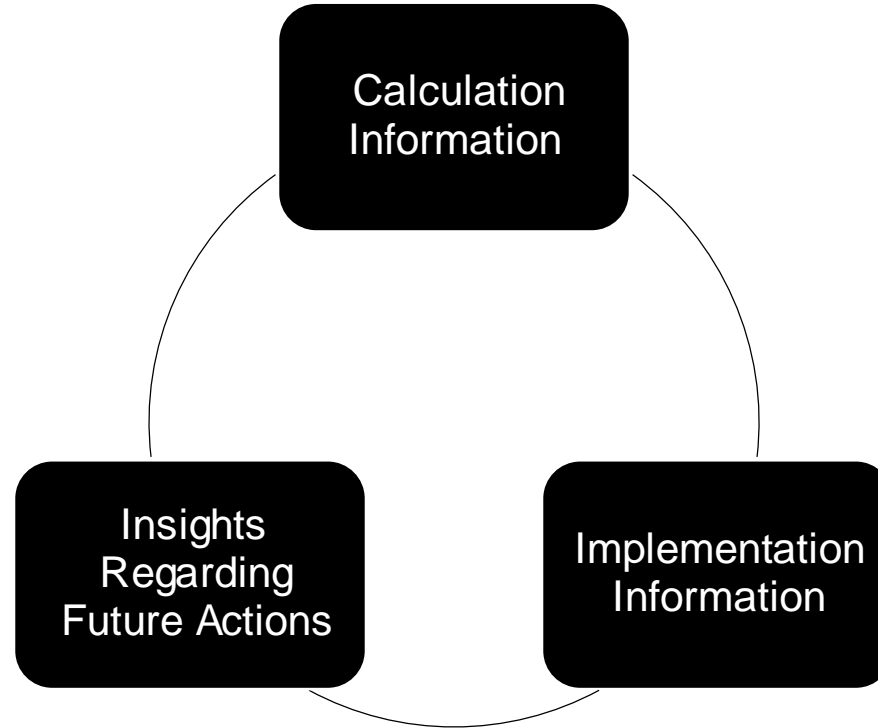 Calculation
Information
Insights
Regarding
Future Actions
Implementation
Information